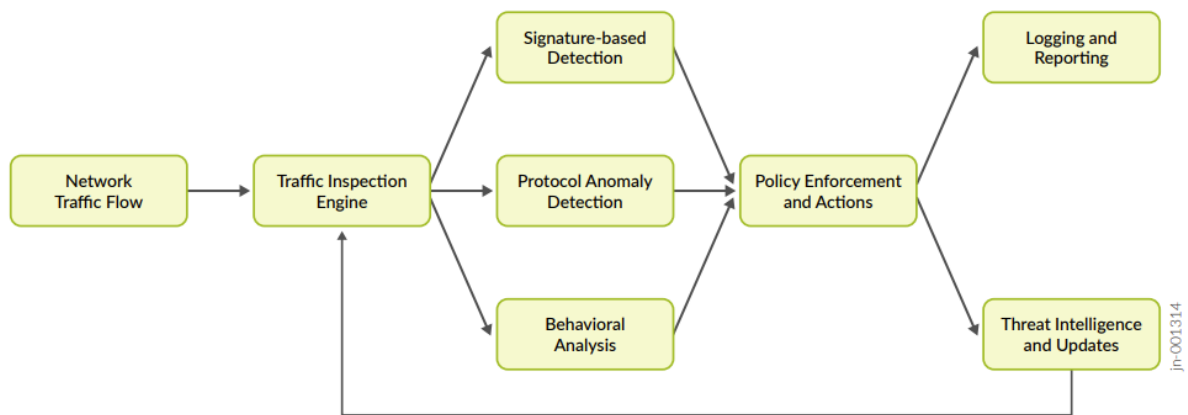 Network
Traffic Flow
Traffic Inspection
Engine
Signature-based
Detection
Protocol Anomaly
Detection
Behavioral
Analysis
Policy Enforcement
and Actions
Logging and
Reporting
Threat Intelligence
and Updates
jn-001314